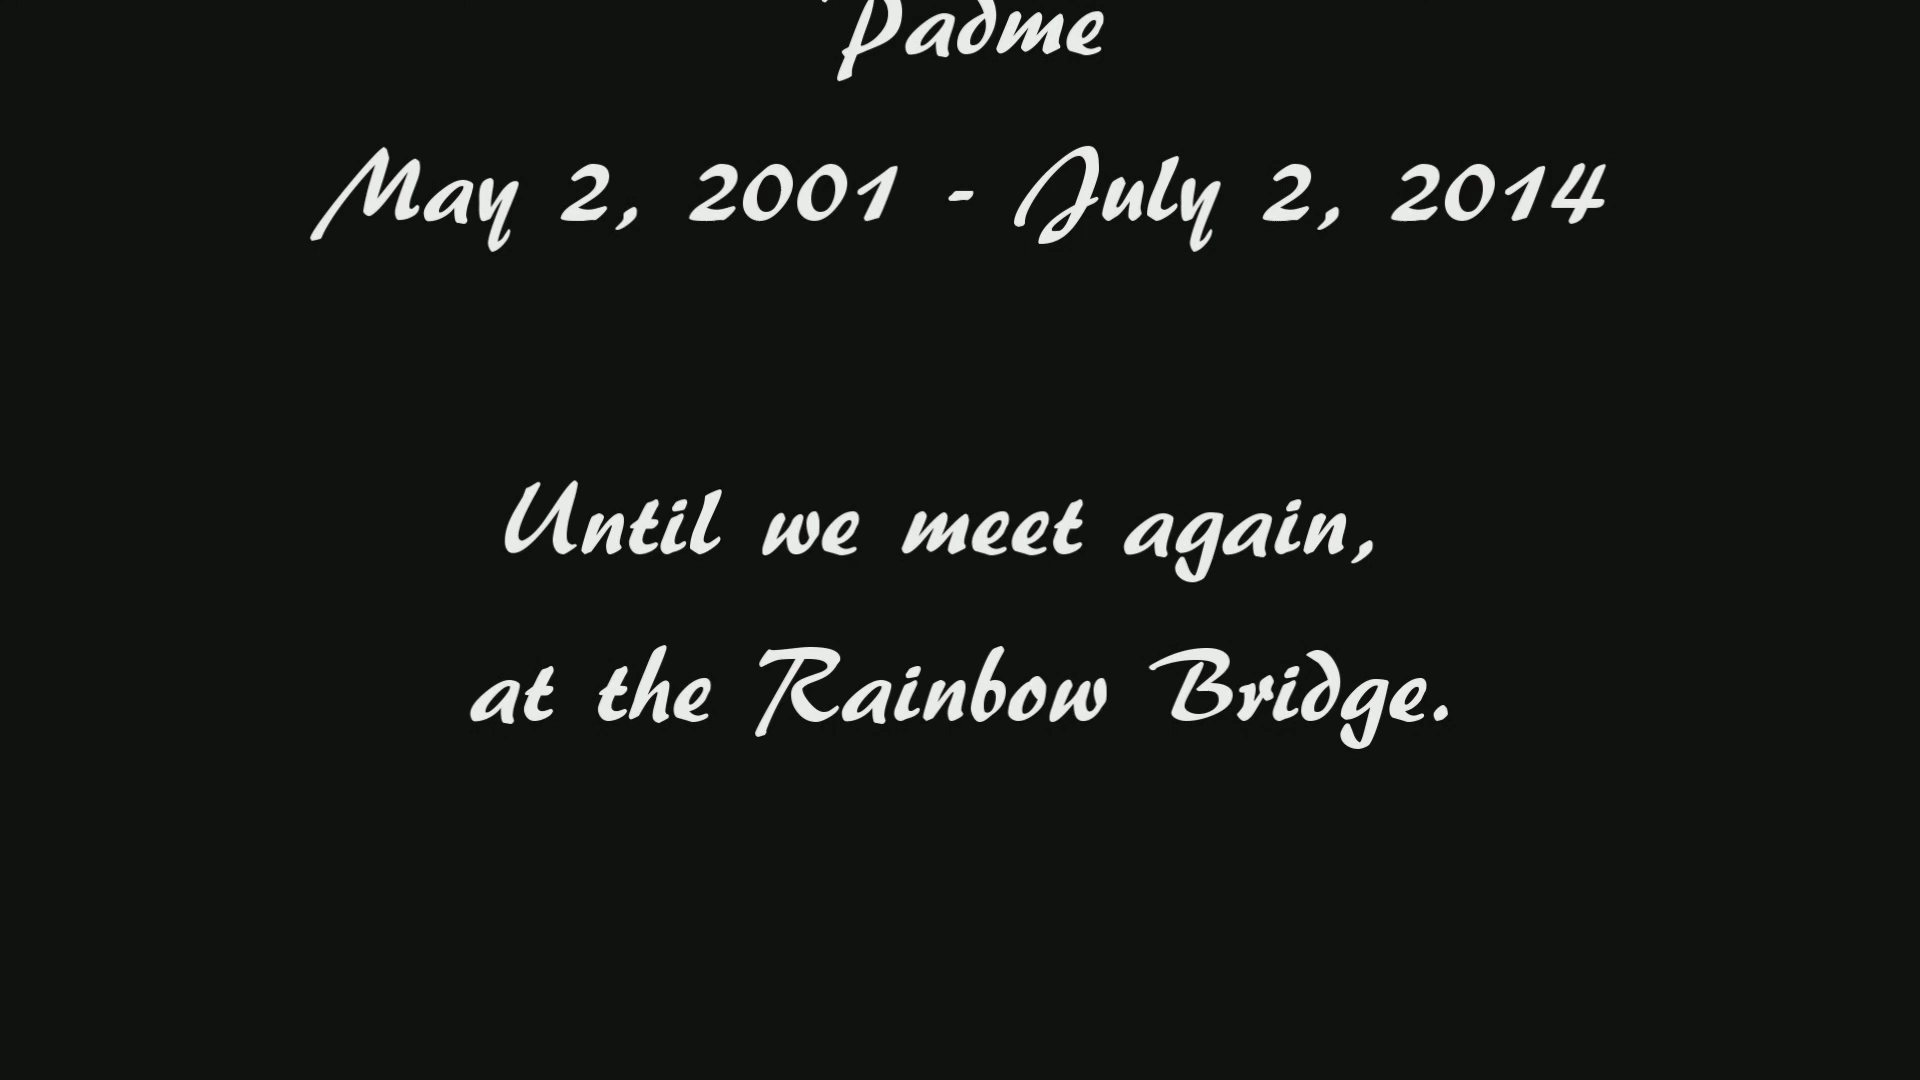 Padme
May 2, 2001 - July 2, 2014
Until we meet again,
at the Rainbow Bridge.